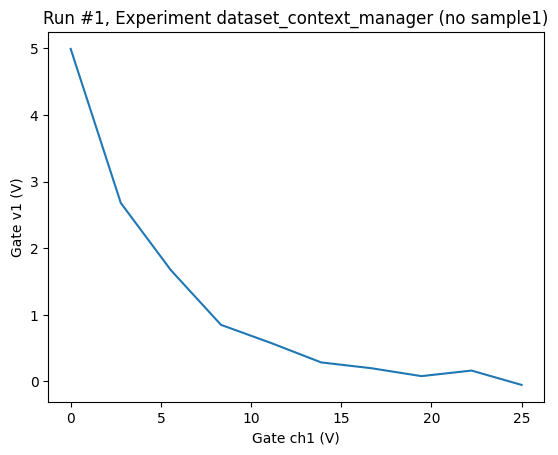 Run #1, Experiment dataset_context_manager (no sample1)
5
4
3
2
1
0
Gate v1 (V)
0 5 10 15 20 25
Gate ch1 (V)